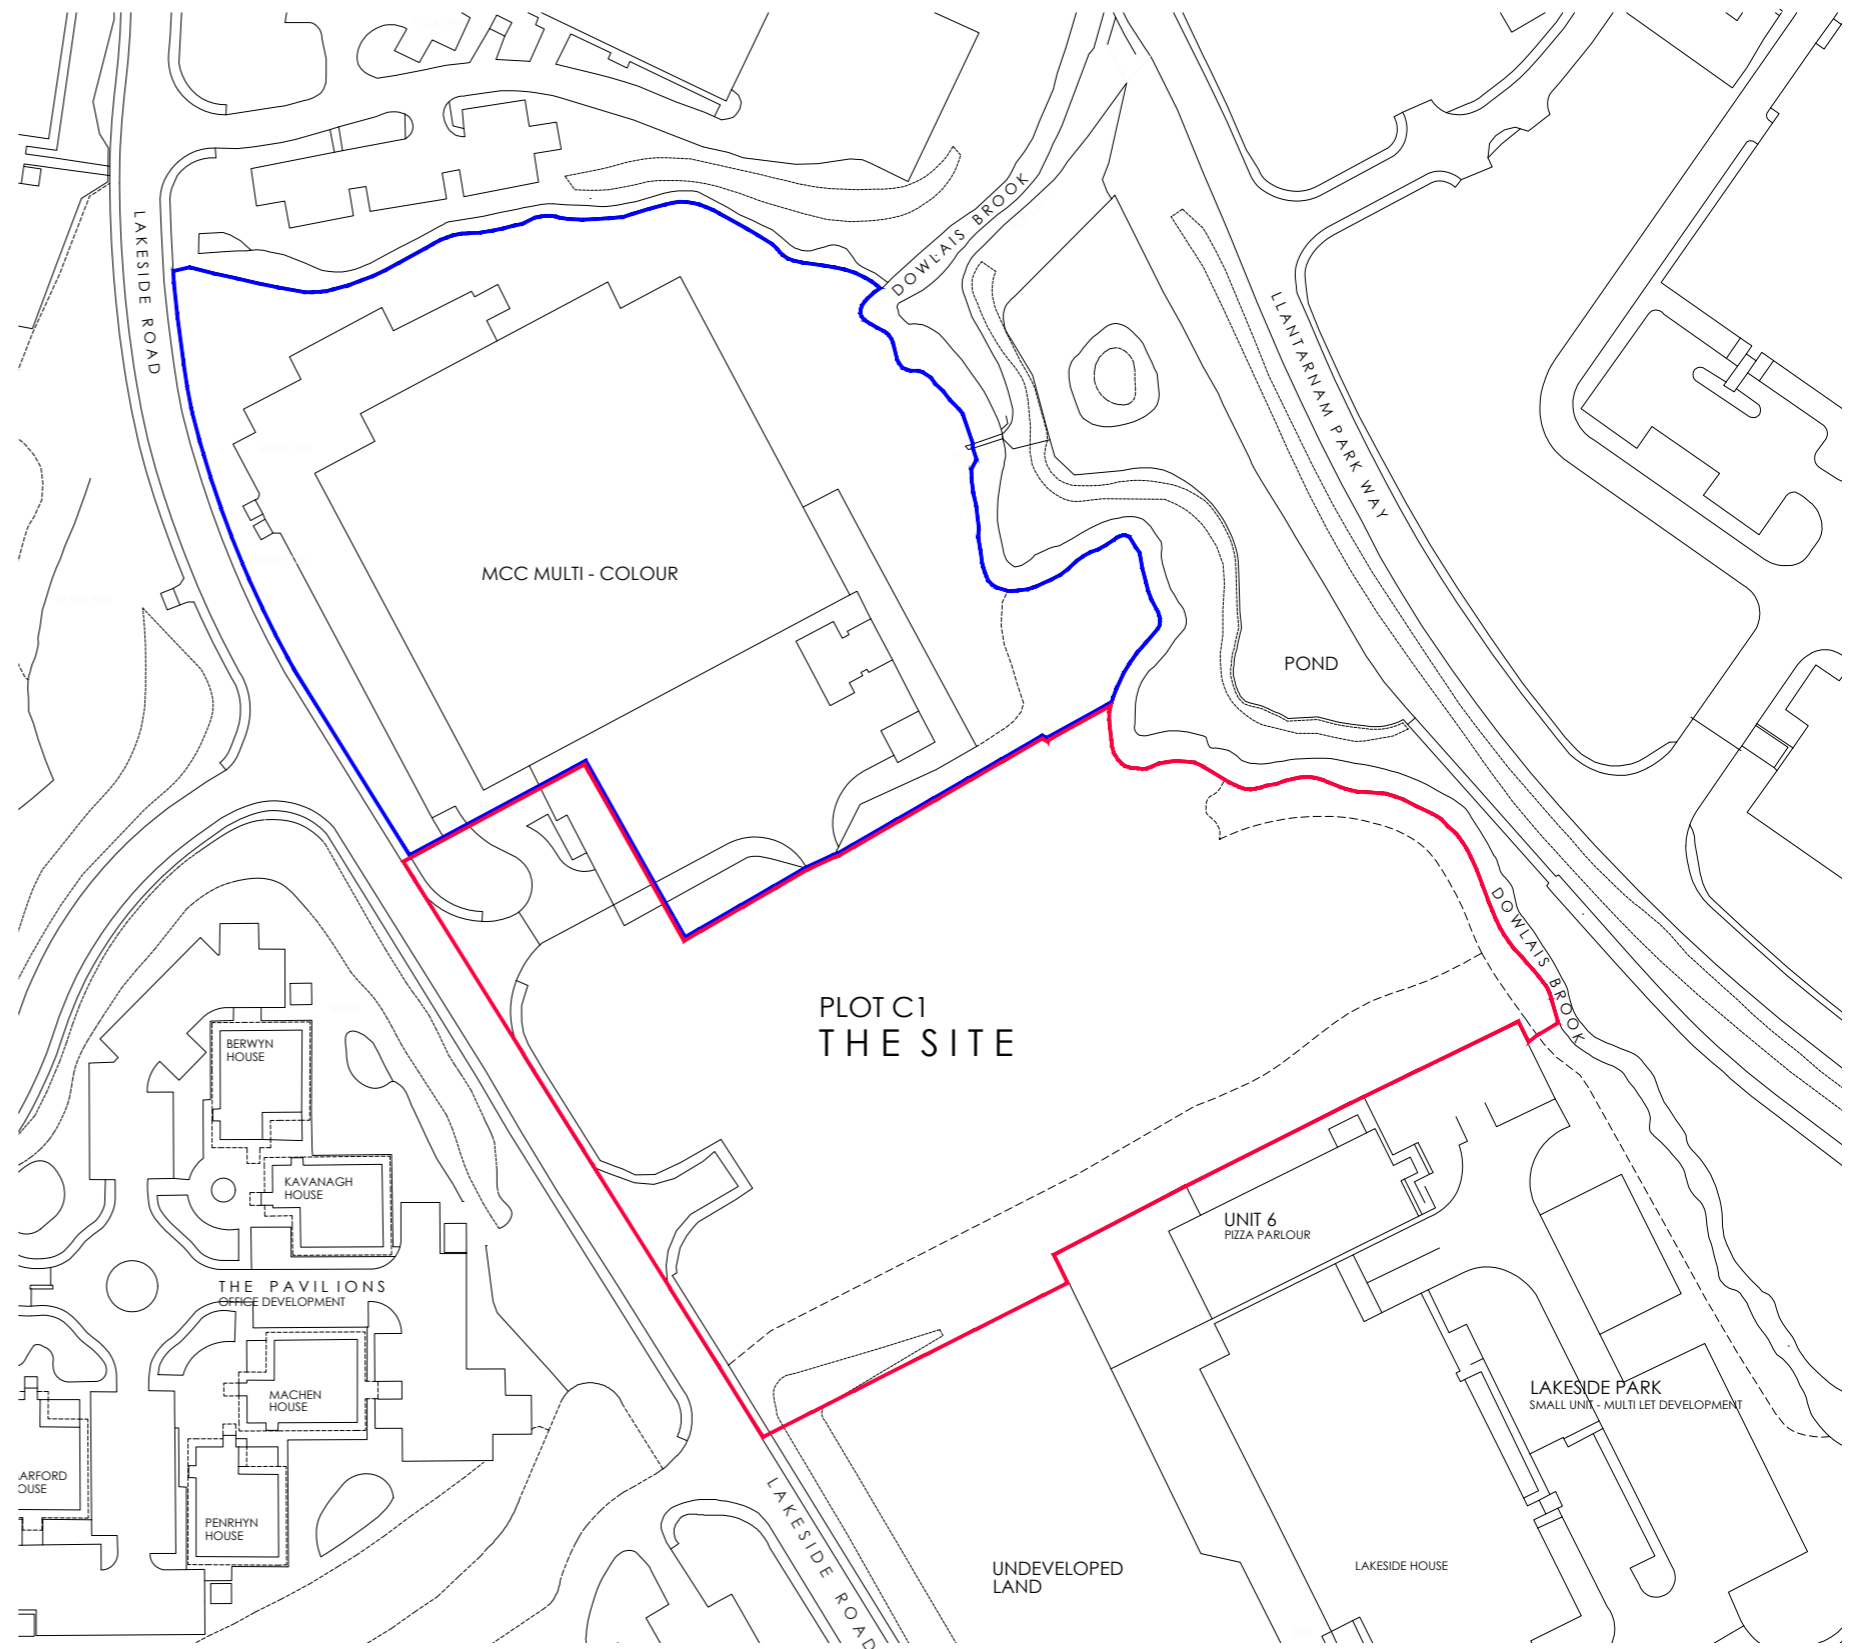 DOWLAIS BROOK
LAKESIDE ROAD
LLANTARNAM PARK WAY
MCC MULTI - COLOUR
POND
DOWLAIS BROOK
PLOT C1
THE SITE
BERWYN
HOUSE
KAVANAGH
HOUSE
UNIT 6
PIZZA PARLOUR
THE PAVILIONS
OFFICE DEVELOPMENT
MACHEN
HOUSE
LAKESIDE PARK
SMALL UNIT - MULTI LET DEVELOPMENT
ARFORD
OUSE
PENRHYN
HOUSE
LAKESIDE ROAD
UNDEVELOPED
LAND
LAKESIDE HOUSE